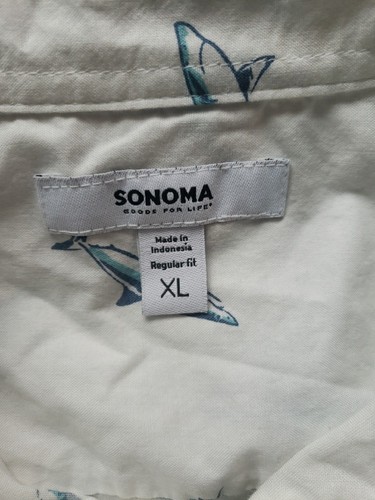 SONOMA
GOODS FOR LIFE®
Made in
Indonesia
Regular fit
XL